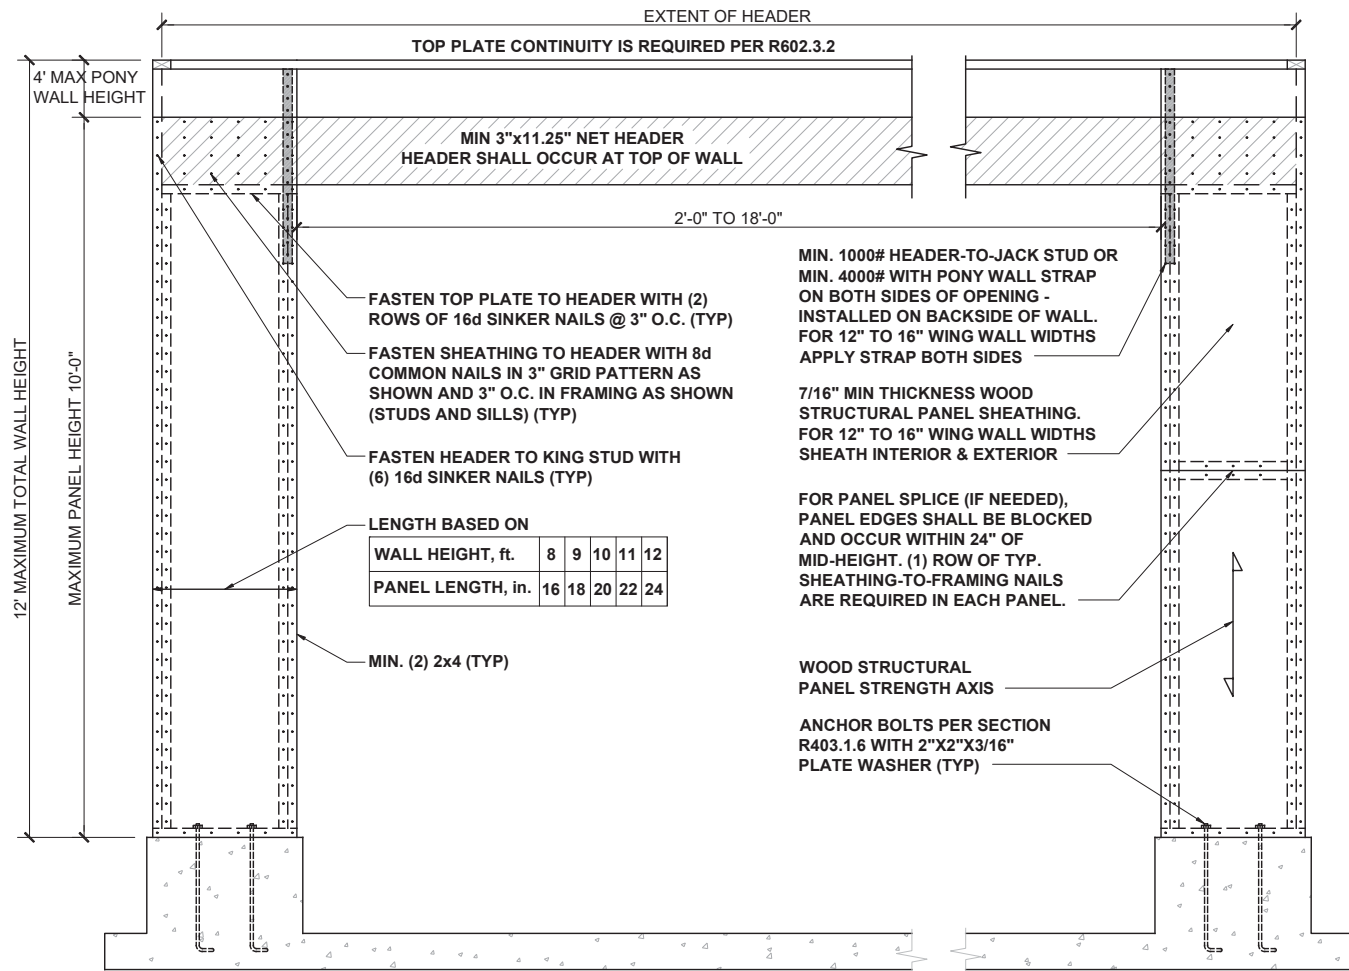 EXTENT OF HEADER
TOP PLATE CONTINUITY IS REQUIRED PER R602.3.2
4' MAX PONY
WALL HEIGHT
MIN 3"x11.25" NET HEADER
HEADER SHALL OCCUR AT TOP OF WALL
2'-0" TO 18'-0"
12' MAXIMUM TOTAL WALL HEIGHT
MAXIMUM PANEL HEIGHT 10'-0"
FASTEN TOP PLATE TO HEADER WITH (2)
ROWS OF 16d SINKER NAILS @ 3" O.C. (TYP)
FASTEN SHEATHING TO HEADER WITH 8d
COMMON NAILS IN 3" GRID PATTERN AS
SHOWN AND 3" O.C. IN FRAMING AS SHOWN
(STUDS AND SILLS) (TYP)
FASTEN HEADER TO KING STUD WITH
(6) 16d SINKER NAILS (TYP)
LENGTH BASED ON
WALL HEIGHT, ft. 8 9 10 11 12
PANEL LENGTH, in. 16 18 20 22 24
MIN. (2) 2x4 (TYP)
MIN. 1000# HEADER-TO-JACK STUD OR
MIN. 4000# WITH PONY WALL STRAP
ON BOTH SIDES OF OPENING -
INSTALLED ON BACKSIDE OF WALL.
FOR 12" TO 16" WING WALL WIDTHS
APPLY STRAP BOTH SIDES
7/16" MIN THICKNESS WOOD
STRUCTURAL PANEL SHEATHING.
FOR 12" TO 16" WING WALL WIDTHS
SHEATH INTERIOR & EXTERIOR
FOR PANEL SPLICE (IF NEEDED),
PANEL EDGES SHALL BE BLOCKED
AND OCCUR WITHIN 24" OF
MID-HEIGHT. (1) ROW OF TYP.
SHEATHING-TO-FRAMING NAILS
ARE REQUIRED IN EACH PANEL.
WOOD STRUCTURAL
PANEL STRENGTH AXIS
ANCHOR BOLTS PER SECTION
R403.1.6 WITH 2"X2"X3/16"
PLATE WASHER (TYP)